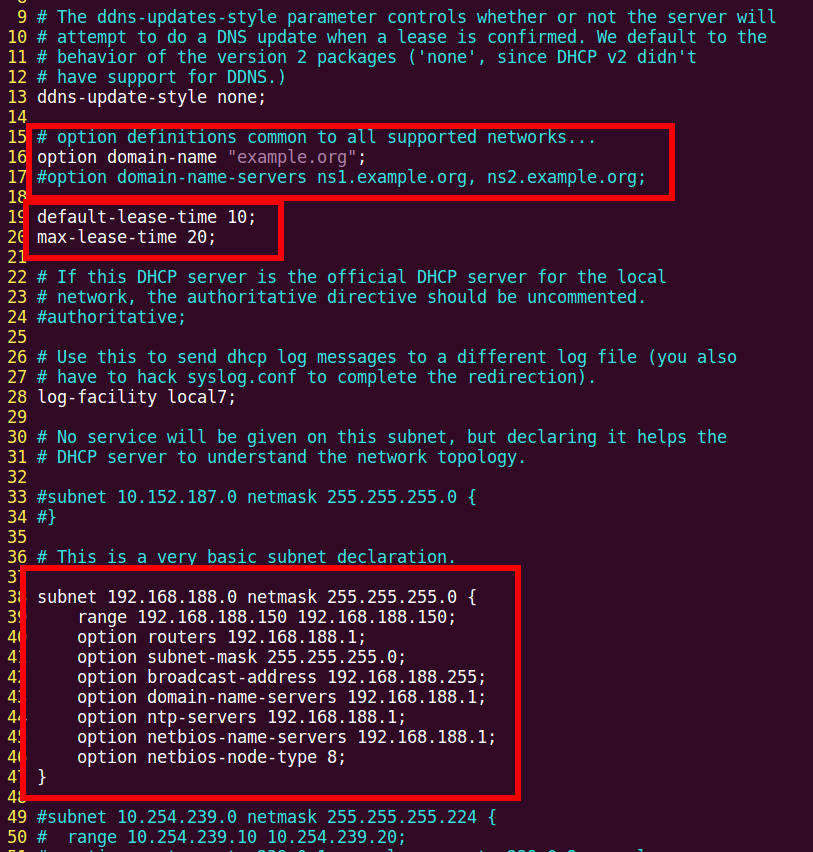 9 # The ddns-updates-style parameter controls whether or not the server will
10 # attempt to do a DNS update when a lease is confirmed. We default to the
11 # behavior of the version 2 packages ('none', since DHCP v2 didn't
12 # have support for DDNS.)
13 ddns-update-style none;
14
15 # option definitions common to all supported networks...
16 option domain-name "example.org";
17 #option domain-name-servers ns1.example.org, ns2.example.org;
18
19 default-lease-time 10;
20 max-lease-time 20;
21
22 # If this DHCP server is the official DHCP server for the local
23 # network, the authoritative directive should be uncommented.
24 #authoritative;
25
26 # Use this to send dhcp log messages to a different log file (you also
27 # have to hack syslog.conf to complete the redirection).
28 log-facility local7;
29
30 # No service will be given on this subnet, but declaring it helps the
31 # DHCP server to understand the network topology.
32
33 #subnet 10.152.187.0 netmask 255.255.255.0 {
34 #}
35
36 # This is a very basic subnet declaration.
37
38 subnet 192.168.188.0 netmask 255.255.255.0 {
39     range 192.168.188.150 192.168.188.150;
40     option routers 192.168.188.1;
41     option subnet-mask 255.255.255.0;
42     option broadcast-address 192.168.188.255;
43     option domain-name-servers 192.168.188.1;
44     option ntp-servers 192.168.188.1;
45     option netbios-name-servers 192.168.188.1;
46     option netbios-node-type 8;
47 }
48
49 #subnet 10.254.239.0 netmask 255.255.255.224 {
50 #  range 10.254.239.10 10.254.239.20;